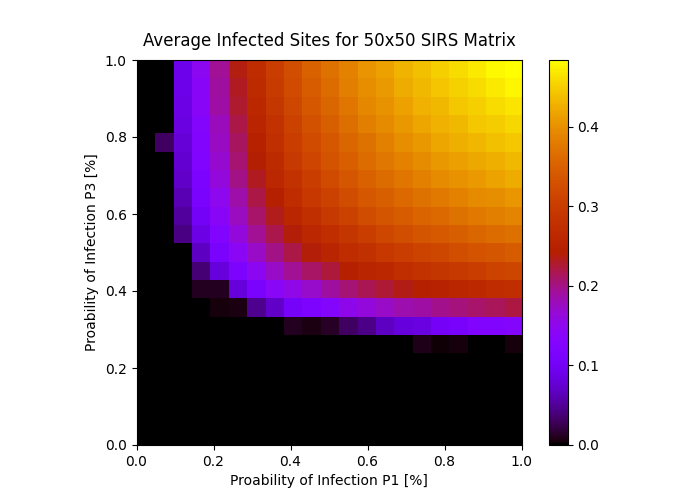 Average Infected Sites for 50x50 SIRS Matrix
1.0
0.8
0.6
0.4
0.2
0.0
Proability of Infection P3 [%]
0.0 0.2 0.4 0.6 0.8 1.0
Proability of Infection P1 [%]
0.4
0.3
0.2
0.1
0.0